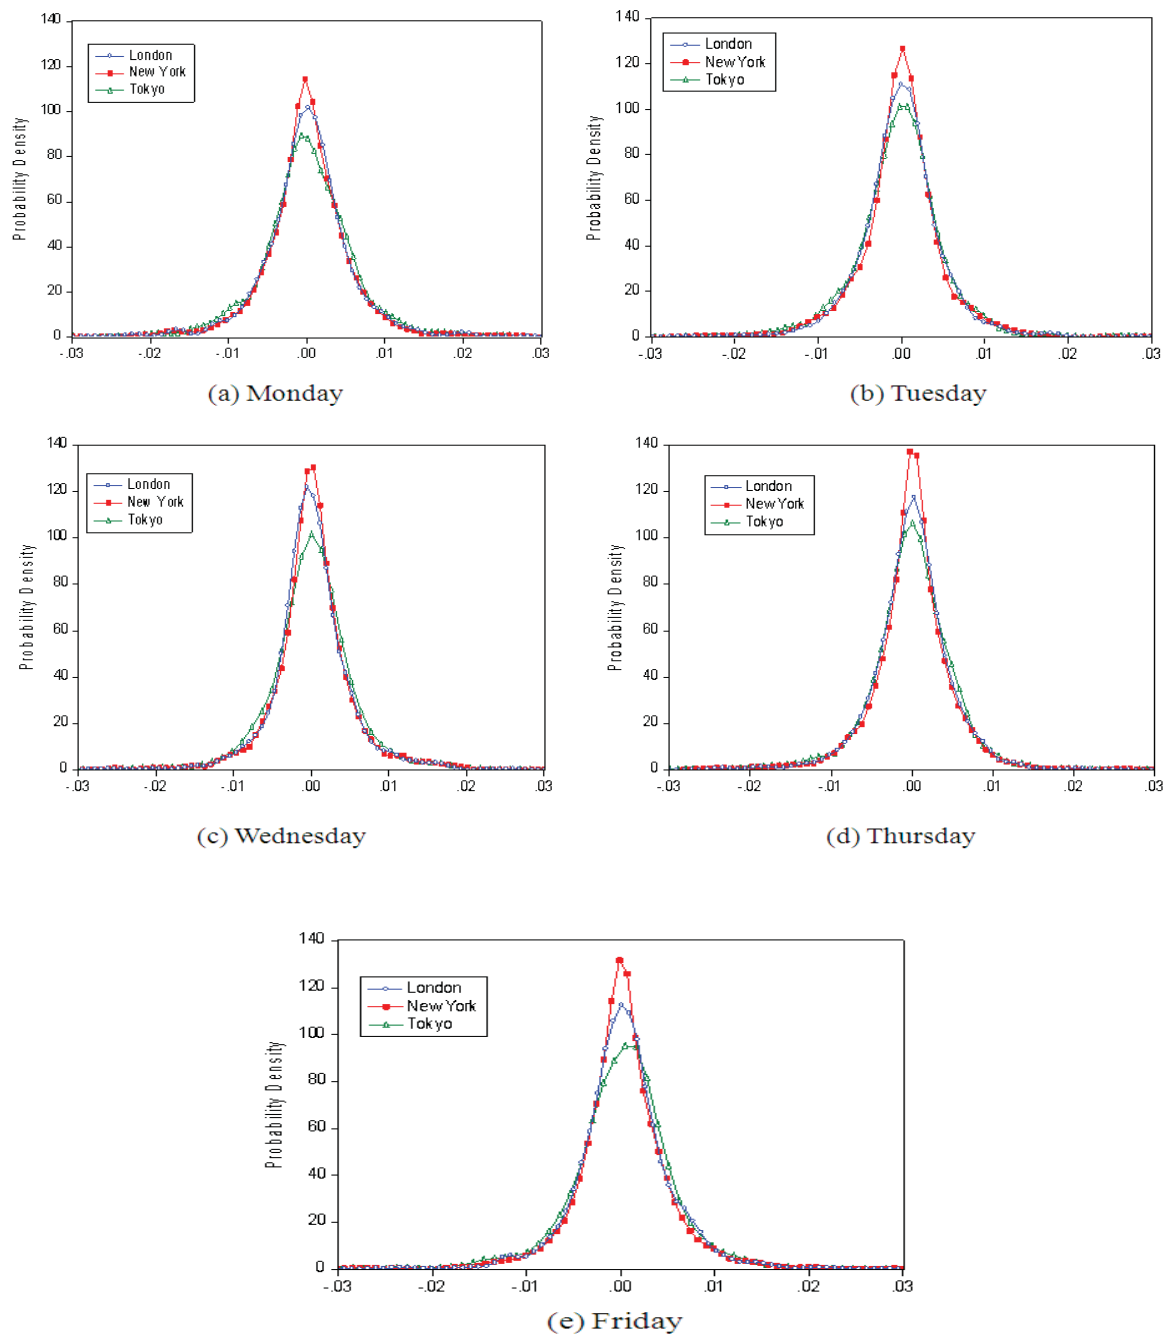 140
120
100
80
60
40
20
0
Probability Density
London
New York
Tokyo
-.03 -.02 -.01 .00 .01 .02 .03
(a) Monday
140
120
100
80
60
40
20
0
Probability Density
London
New York
Tokyo
-.03 -.02 -.01 .00 .01 .02 .03
(b) Tuesday
140
120
100
80
60
40
20
0
Probability Density
London
New York
Tokyo
-.03 -.02 -.01 .00 .01 .02 .03
(c) Wednesday
140
120
100
80
60
40
20
0
Probability Density
London
New York
Tokyo
-.03 -.02 -.01 .00 .01 .02 .03
(d) Thursday
140
120
100
80
60
40
20
0
Probability Density
London
New York
Tokyo
-.03 -.02 -.01 .00 .01 .02 .03
(e) Friday